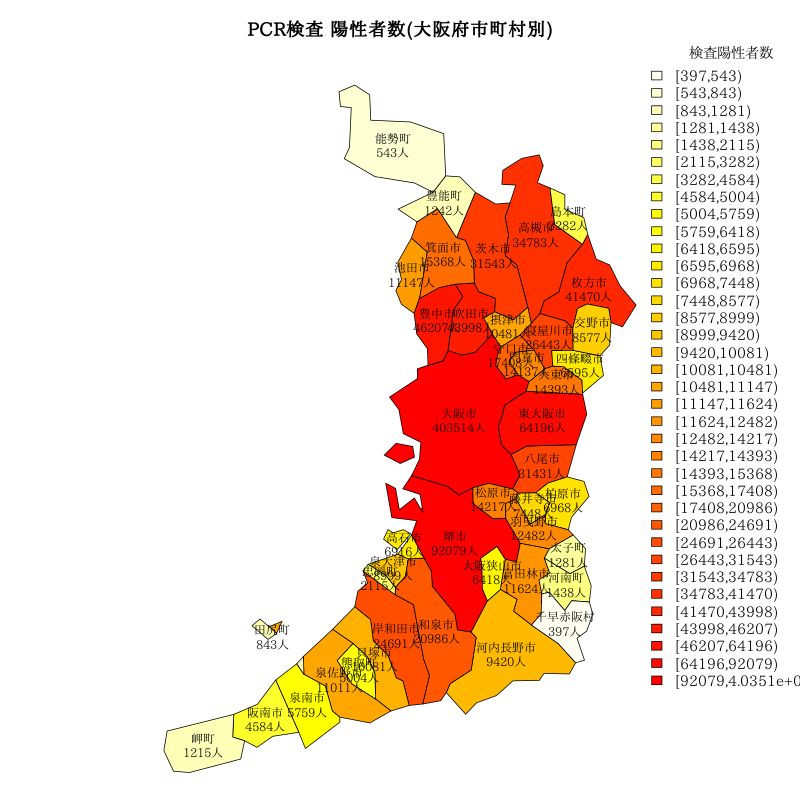 PCR検査 陽性者数(大阪府市町村別)
検査陽性者数
[397,543)
[543,843)
[843,1281)
[1281,1438)
[1438,2115)
[2115,3282)
[3282,4584)
[4584,5004)
[5004,5759)
[5759,6418)
[6418,6595)
[6595,6968)
[6968,7448)
[7448,8577)
[8577,8999)
[8999,9420)
[9420,10081)
[10081,10481)
[10481,11147)
[11147,11624)
[11624,12482)
[12482,14217)
[14217,14393)
[14393,15368)
[15368,17408)
[17408,20986)
[20986,24691)
[24691,26443)
[26443,31543)
[31543,34783)
[34783,41470)
[41470,43998)
[43998,46207)
[46207,64196)
[64196,92079)
[92079,4.0351e+0
能勢町
543人
豊能町
1242人
島本町
3282人
高槻市
34783人
茨木市
31543人
箕面市
15368人
池田市
11147人
枚方市
41470人
豊中市
46207人
吹田市
43998人
摂津市
10481人
寝屋川市
26443人
交野市
8577人
守口市
17408人
門真市
14137人
四條畷市
6595人
大東市
14393人
大阪市
403514人
東大阪市
64196人
八尾市
31431人
松原市
14217人
藤井寺市
7448人
柏原市
6968人
羽曳野市
12482人
堺市
92079人
高石市
6916人
泉大津市
8999人
忠岡町
2115人
大阪狭山市
6418人
富田林市
11624人
太子町
1281人
河南町
1438人
千早赤阪村
397人
河内長野市
9420人
和泉市
20986人
岸和田市
24691人
貝塚市
10081人
熊取町
5004人
泉佐野市
11011人
田尻町
843人
泉南市
5759人
阪南市
4584人
岬町
1215人